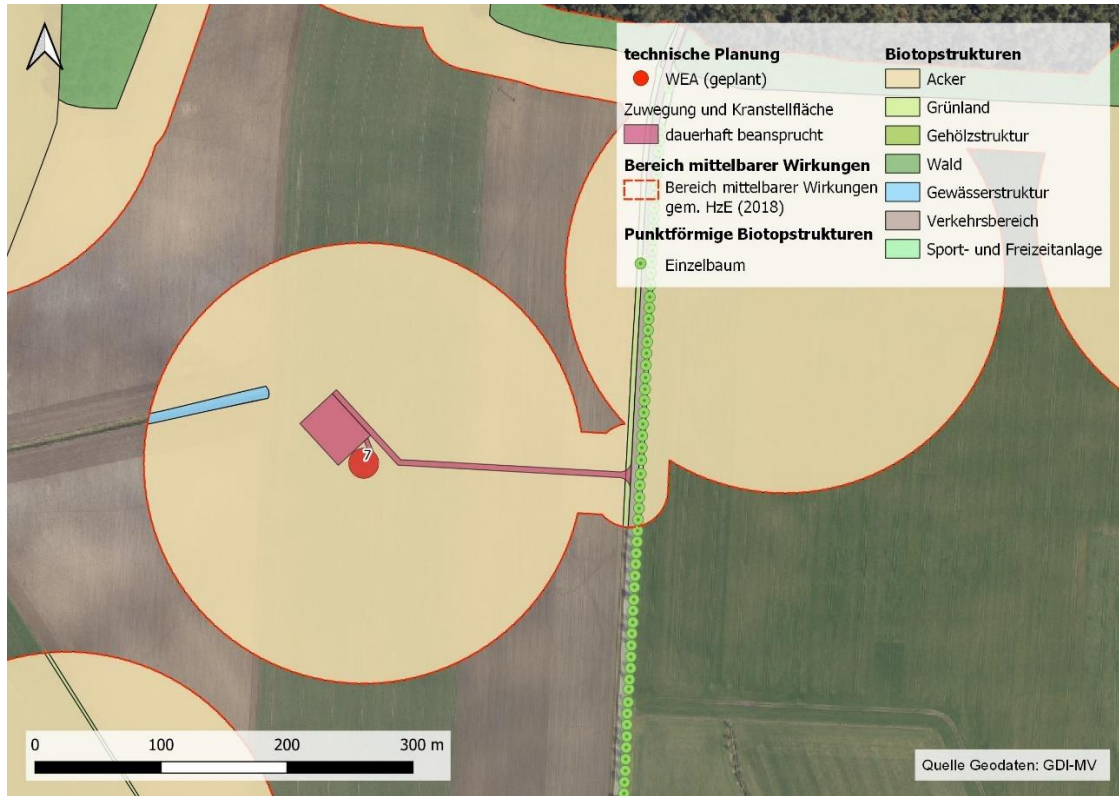 technische Planung
WEA (geplant)
Zuwegung und Kranstellfläche
dauerhaft beansprucht
Bereich mittelbarer Wirkungen
Bereich mittelbarer Wirkungen
gem. HzE (2018)
Punktförmige Biotopstrukturen
Einzelbaum
Biotopstrukturen
Acker
Grünland
Gehölzstruktur
Wald
Gewässerstruktur
Verkehrsbereich
Sport- und Freizeitanlage
7
0 100 200 300 m
Quelle Geodaten: GDI-MV